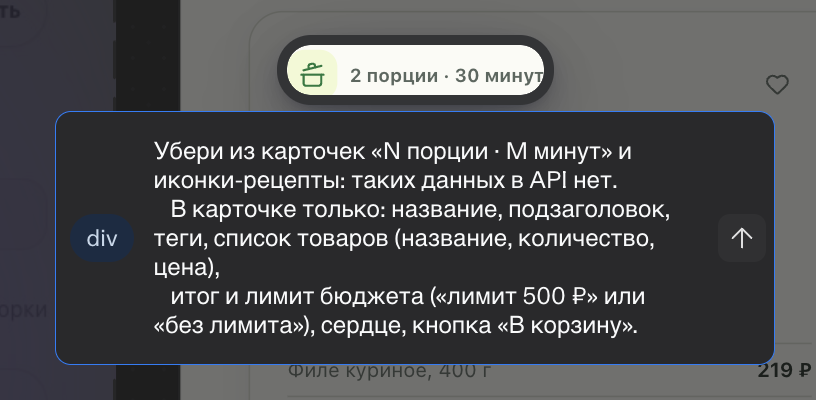 ть
2 порции · 30 минут
Убери из карточек «N порции · M минут» и
иконки-рецепты: таких данных в API нет.
В карточке только: название, подзаголовок,
теги, список товаров (название, количество,
цена),
итог и лимит бюджета («лимит 500 ₽» или
«без лимита»), сердце, кнопка «В корзину».
div
орки
Филе куриное, 400 г
219 ₽